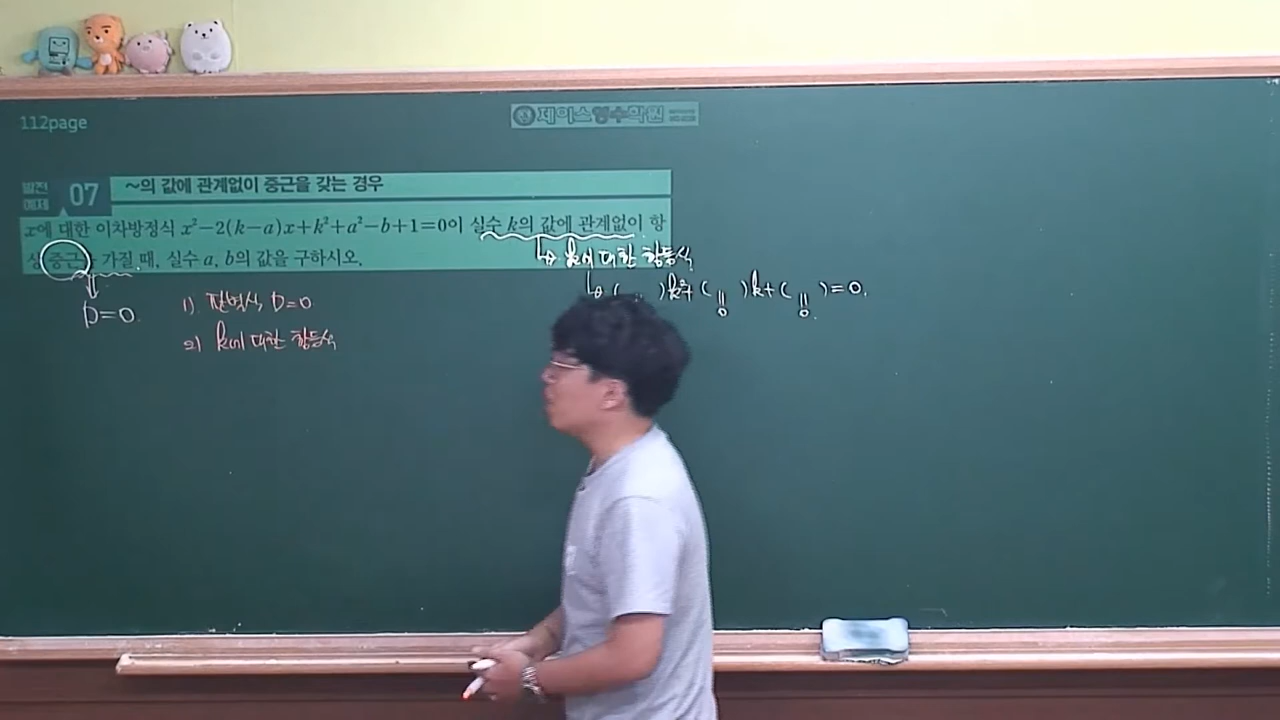 112page
제이스영수학원
발전 예제 07 ~의 값에 관계없이 중근을 갖는 경우
x에 대한 이차방정식 x²-2(k-a)x+k²+a²-b+1=0이 실수 k의 값에 관계없이 항
상 중근을 가질 때, 실수 a, b의 값을 구하시오.
↳ k에 대한 항등식
↳ ( )k²+( )k+( )=0.
0 0
⇓
D=0.
1) 판별식 D=0
2) k에 대한 항등식